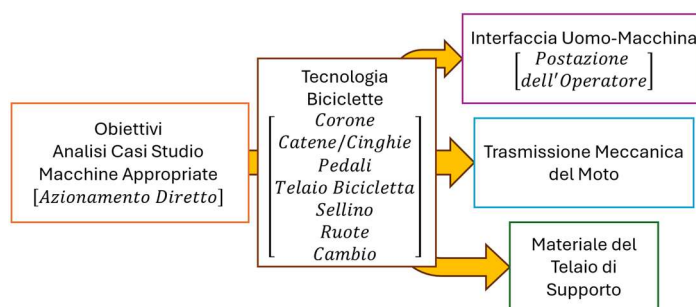 Obiettivi
Analisi Casi Studio
Macchine Appropriate
[Azionamento Diretto]
Tecnologia
Biciclette
Corone
Catene/Cinghie
Pedali
Telaio Bicicletta
Sellino
Ruote
Cambio
Interfaccia Uomo-Macchina
Postazione
dell'Operatore
Trasmissione Meccanica
del Moto
Materiale del
Telaio di
Supporto